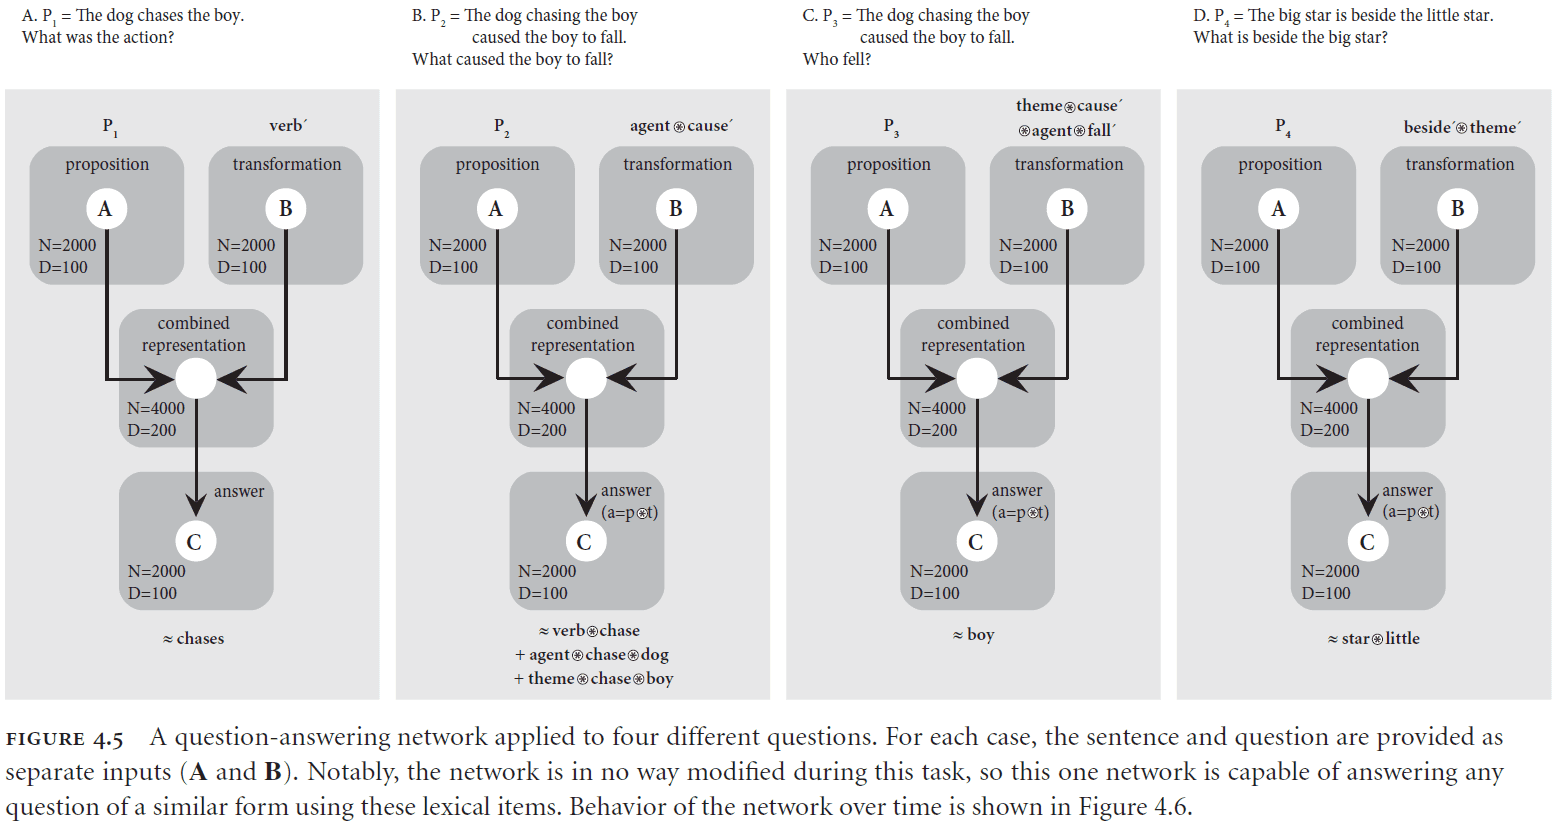 A. P1 = The dog chases the boy.
What was the action?
P1
verb´
proposition
transformation
A
B
N=2000
D=100
N=2000
D=100
combined
representation
N=4000
D=200
answer
C
N=2000
D=100
≈ chases
B. P2 = The dog chasing the boy
caused the boy to fall.
What caused the boy to fall?
P2
agent⊛cause´
proposition
transformation
A
B
N=2000
D=100
N=2000
D=100
combined
representation
N=4000
D=200
answer
(a=p⊛t)
C
N=2000
D=100
≈ verb⊛chase
+ agent⊛chase⊛dog
+ theme⊛chase⊛boy
C. P3 = The dog chasing the boy
caused the boy to fall.
Who fell?
P3
theme⊛cause´
⊛agent⊛fall´
proposition
transformation
A
B
N=2000
D=100
N=2000
D=100
combined
representation
N=4000
D=200
answer
(a=p⊛t)
C
N=2000
D=100
≈ boy
D. P4 = The big star is beside the little star.
What is beside the big star?
P4
beside´⊛theme´
proposition
transformation
A
B
N=2000
D=100
N=2000
D=100
combined
representation
N=4000
D=200
answer
(a=p⊛t)
C
N=2000
D=100
≈ star⊛little
FIGURE 4.5 A question-answering network applied to four different questions. For each case, the sentence and question are provided as
separate inputs (A and B). Notably, the network is in no way modified during this task, so this one network is capable of answering any
question of a similar form using these lexical items. Behavior of the network over time is shown in Figure 4.6.